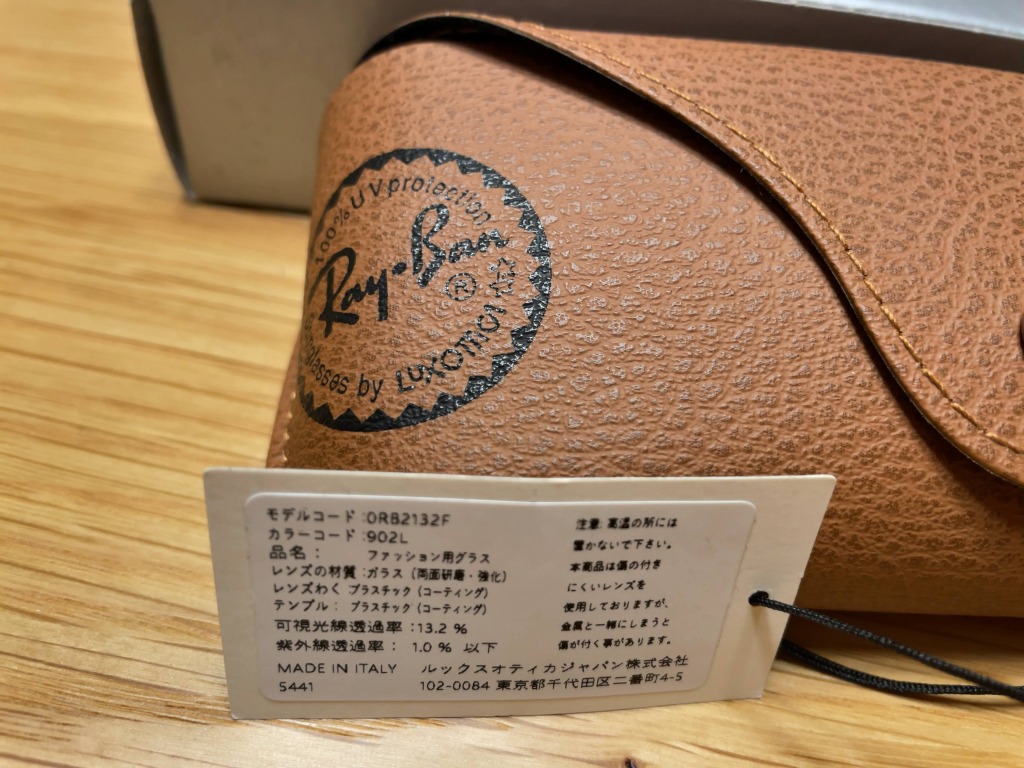 100% UV protection
Ray-Ban
®
by LUXOTTICA
モデルコード :0RB2132F
カラーコード :902L
品名： ファッション用グラス
レンズの材質 :ガラス（両面研磨・強化）
レンズわく プラスチック（コーティング）
テンプル： プラスチック（コーティング）
可視光線透過率：13.2 %
紫外線透過率： 1.0 % 以下
MADE IN ITALY ルックスオティカジャパン株式会社
5441 102-0084 東京都千代田区二番町4-5
注意: 高温の所には
置かないで下さい。
本商品は傷の付き
にくいレンズを
使用しておりますが、
金属と一緒にしまうと
傷が付く事があります。